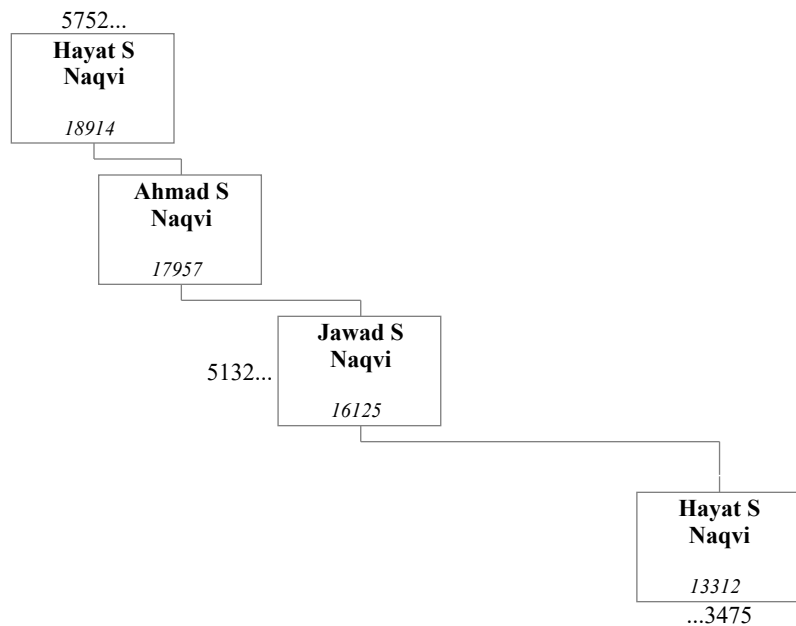 5752...
Hayat S
Naqvi
18914
Ahmad S
Naqvi
17957
Jawad S
Naqvi
5132...
16125
Hayat S
Naqvi
13312
...3475